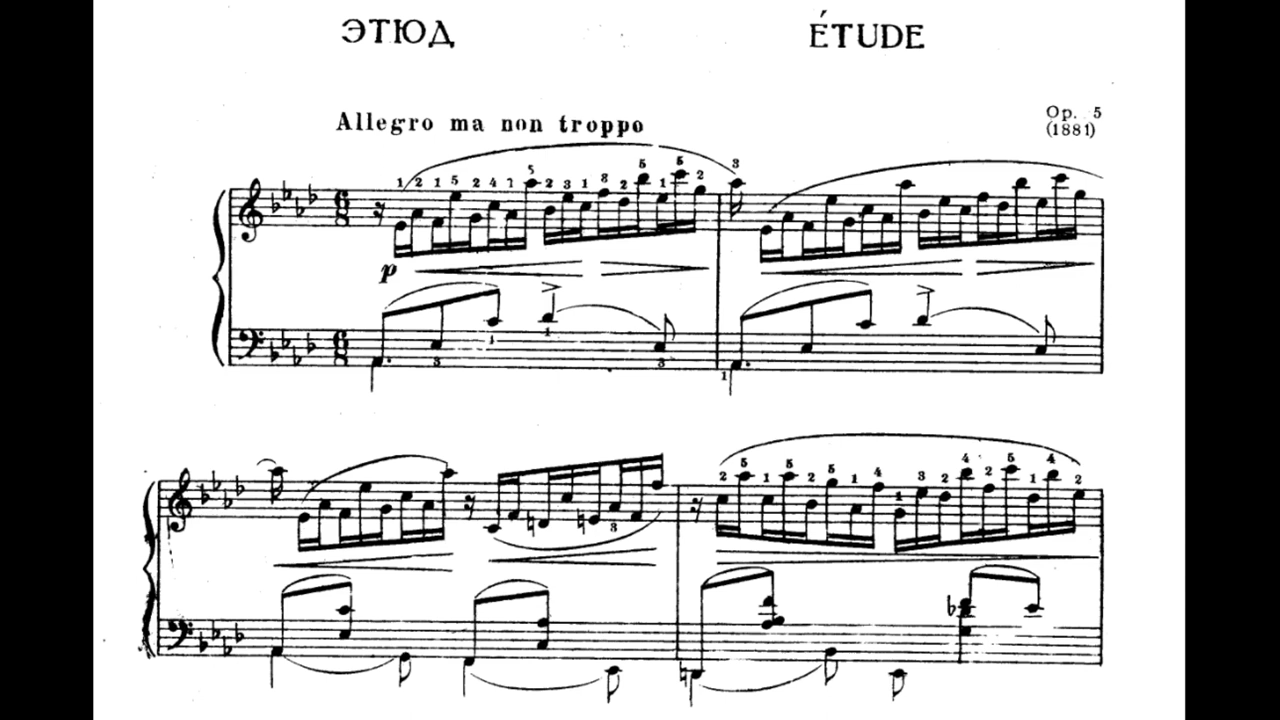 ЭТЮД
ÉTUDE
Allegro ma non troppo
Op. 5
(1881)
p